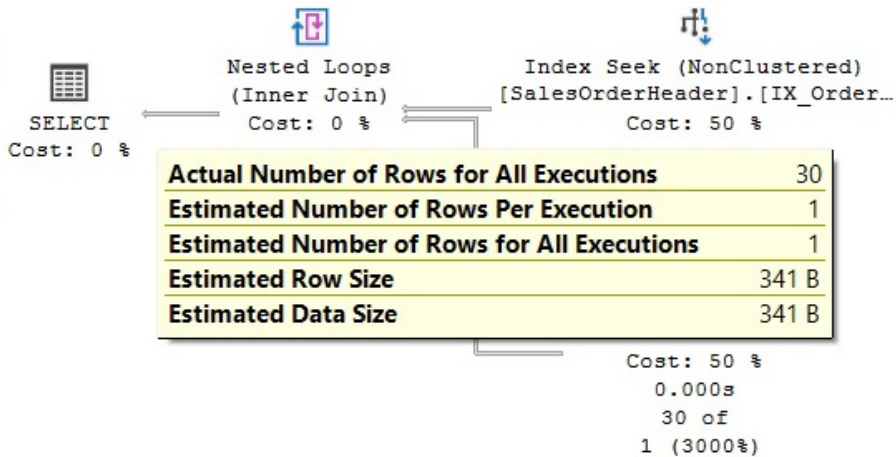 Nested Loops
(Inner Join)
Cost: 0 %
Index Seek (NonClustered)
[SalesOrderHeader].[IX_Order…
Cost: 50 %
SELECT
Cost: 0 %
Actual Number of Rows for All Executions 30
Estimated Number of Rows Per Execution 1
Estimated Number of Rows for All Executions 1
Estimated Row Size 341 B
Estimated Data Size 341 B
Cost: 50 %
0.000s
30 of
1 (3000%)